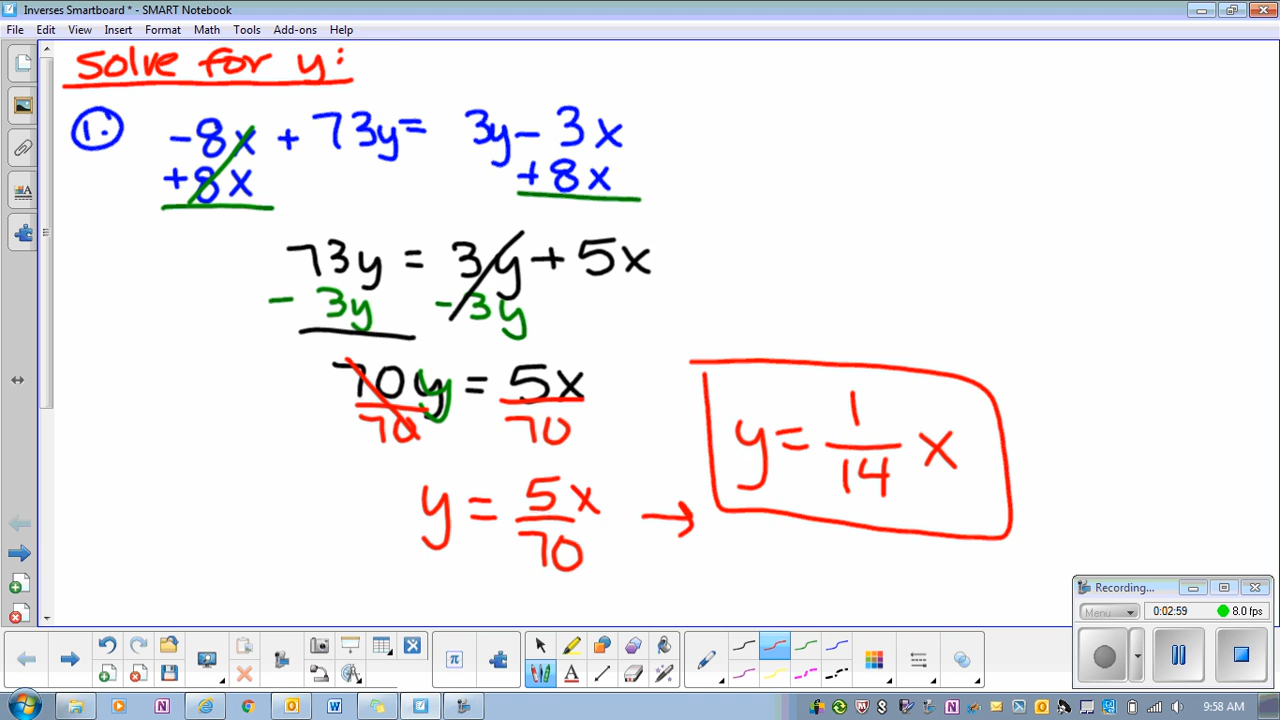 Inverses Smartboard * - SMART Notebook
File Edit View Insert Format Math Tools Add-ons Help
Solve for y:
1. -8x + 73y = 3y - 3x
+8x +8x
73y = 3y + 5x
- 3y - 3y
70y = 5x
70 70
y = 1/14 x
y = 5x/70 →
Recording...
Menu 0:02:59 8.0 fps
9:58 AM